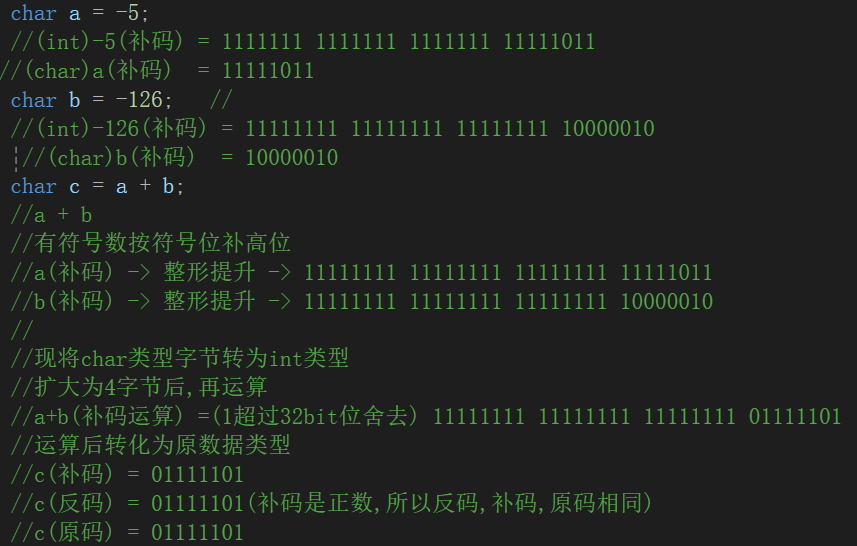 char a = -5;
//(int)-5(补码) = 1111111 1111111 1111111 11111011
//(char)a(补码)  = 11111011
char b = -126;   //
//(int)-126(补码) = 11111111 11111111 11111111 10000010
//(char)b(补码)  = 10000010
char c = a + b;
//a + b
//有符号数按符号位补高位
//a(补码) -> 整形提升 -> 11111111 11111111 11111111 11111011
//b(补码) -> 整形提升 -> 11111111 11111111 11111111 10000010
//
//现将char类型字节转为int类型
//扩大为4字节后,再运算
//a+b(补码运算) =(1超过32bit位舍去) 11111111 11111111 11111111 01111101
//运算后转化为原数据类型
//c(补码) = 01111101
//c(反码) = 01111101(补码是正数,所以反码,补码,原码相同)
//c(原码) = 01111101